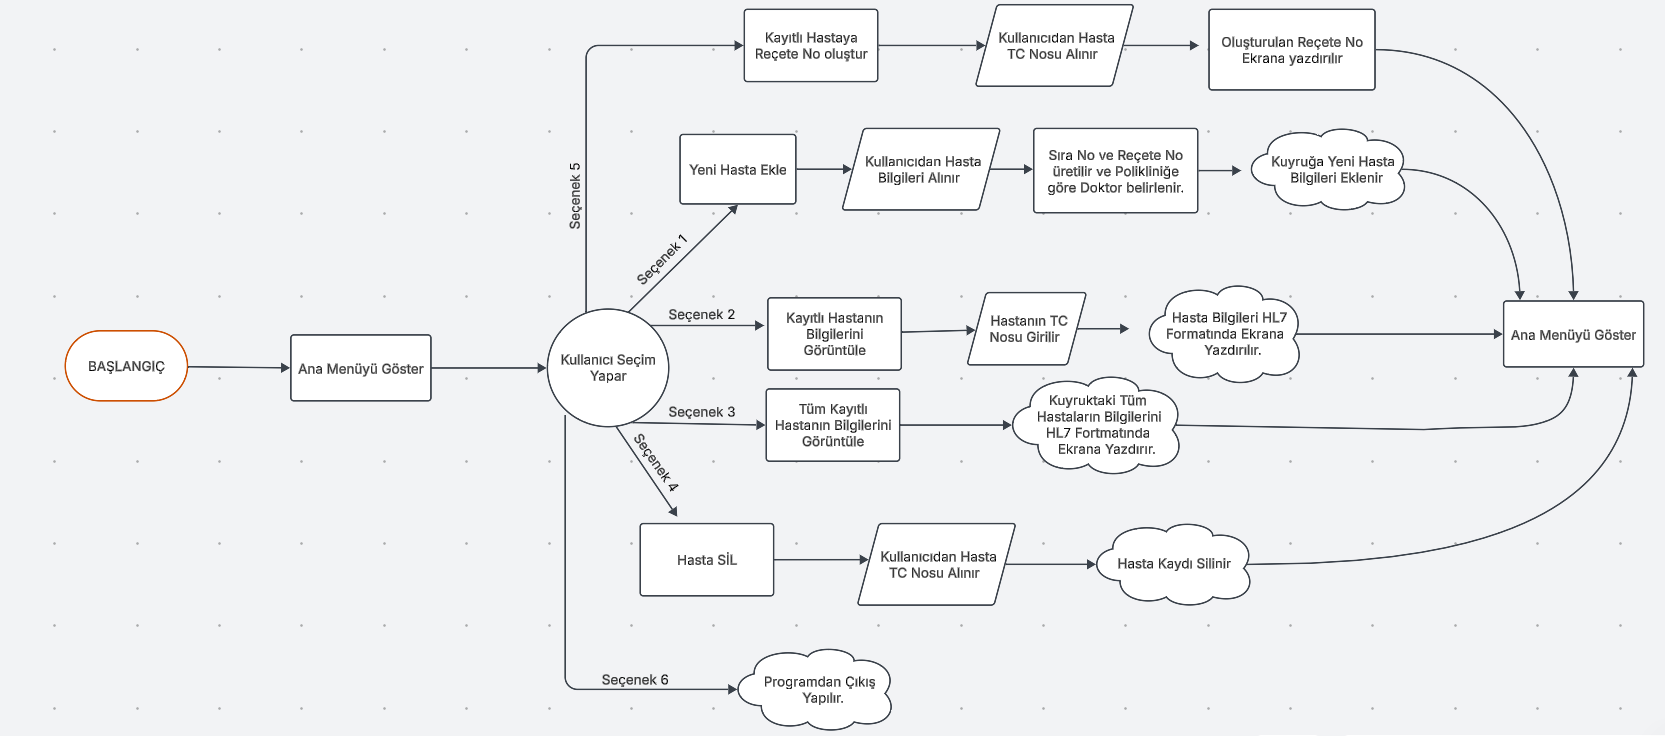 Kayıtlı Hastaya
Reçete No oluştur
Kullanıcıdan Hasta
TC Nosu Alınır
Oluşturulan Reçete No
Ekrana yazdırılır
Seçenek 5
Yeni Hasta Ekle
Kullanıcıdan Hasta
Bilgileri Alınır
Sıra No ve Reçete No
üretilir ve Polikliniğe
göre Doktor belirlenir.
Kuyruğa Yeni Hasta
Bilgileri Eklenir
Seçenek 1
Seçenek 2
Kayıtlı Hastanın
Bilgilerini
Görüntüle
Hastanın TC
Nosu Girilir
Hasta Bilgileri HL7
Formatında Ekrana
Yazdırılır.
Ana Menüyü Göster
BAŞLANGIÇ
Ana Menüyü Göster
Kullanıcı Seçim
Yapar
Seçenek 3
Tüm Kayıtlı
Hastanın Bilgilerini
Görüntüle
Kuyruktaki Tüm
Hastaların Bilgilerini
HL7 Fortmatında
Ekrana Yazdırır.
Seçenek 4
Hasta SİL
Kullanıcıdan Hasta
TC Nosu Alınır
Hasta Kaydı Silinir
Seçenek 6
Programdan Çıkış
Yapılır.